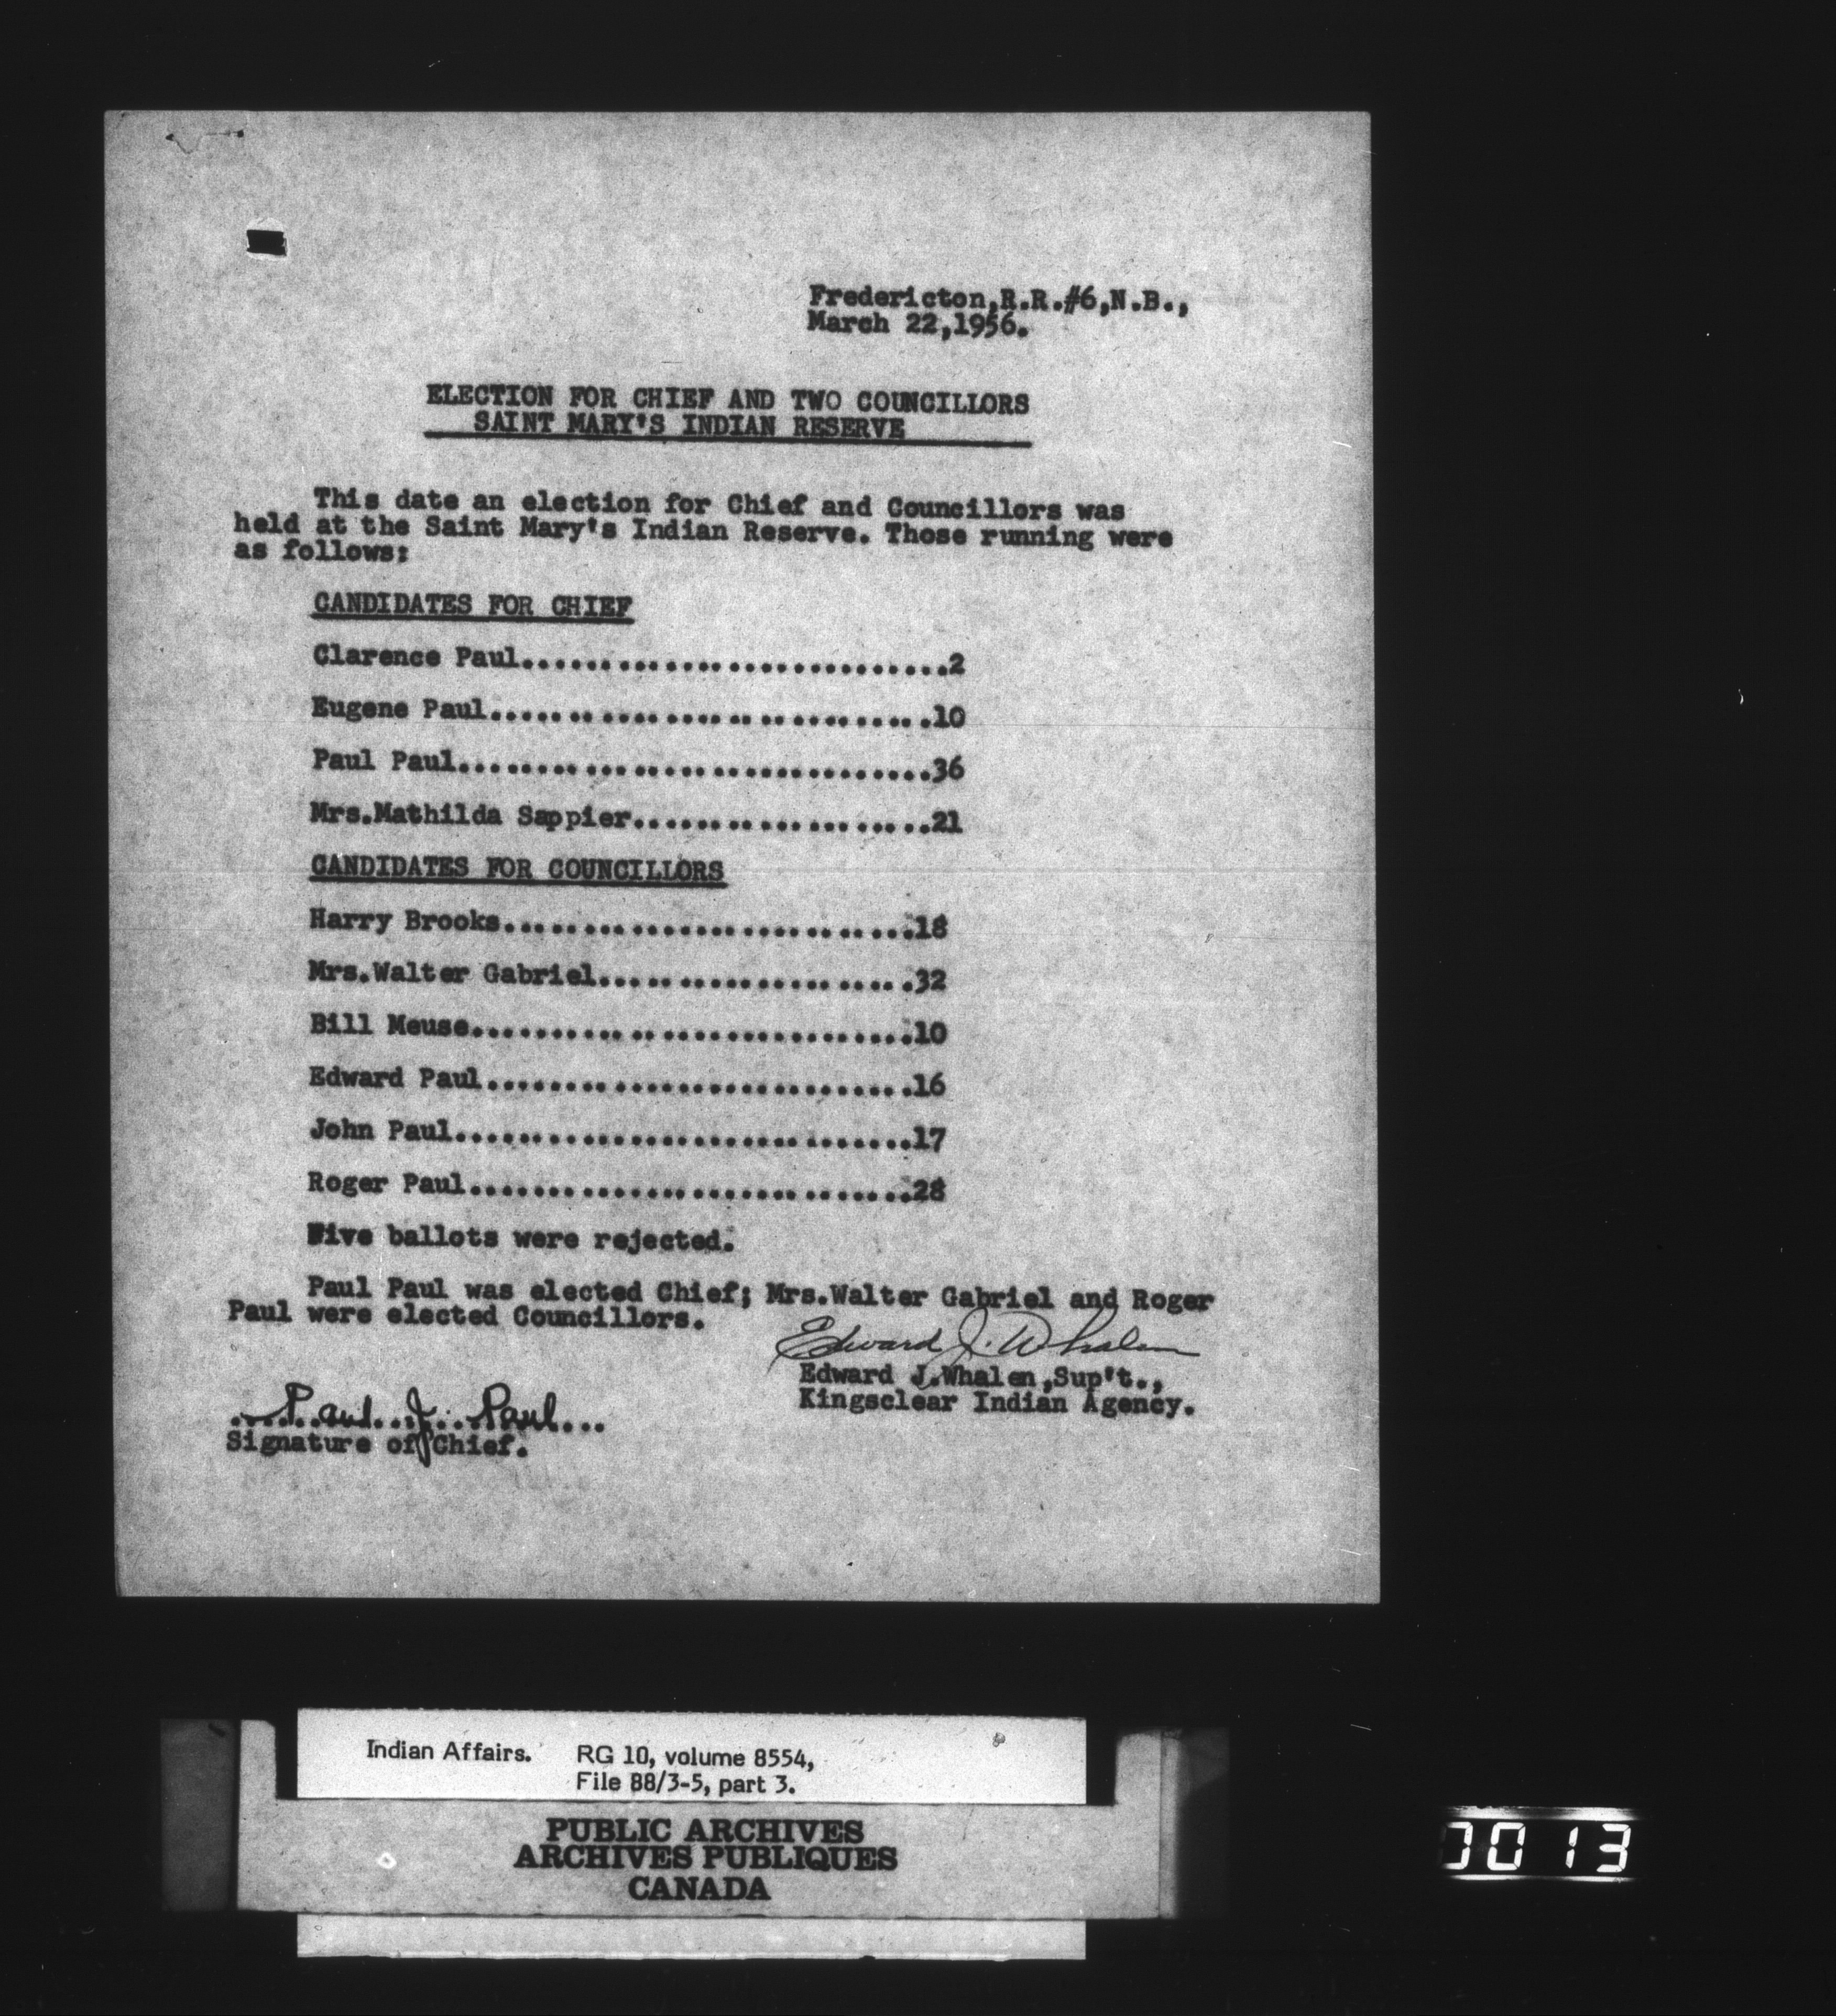 Fredericton,R.R.#6,N.B.,
March 22,1956.
ELECTION FOR CHIEF AND TWO COUNCILLORS
SAINT MARY'S INDIAN RESERVE
This date an election for Chief and Councillors was
held at the Saint Mary's Indian Reserve. Those running were
as follows:
CANDIDATES FOR CHIEF
Clarence Paul...........................2
Eugene Paul............................10
Paul Paul..............................36
Mrs.Mathilda Sappier...................21
CANDIDATES FOR COUNCILLORS
Harry Brooks..........................18
Mrs.Walter Gabriel....................32
Bill Meuse............................10
Edward Paul...........................16
John Paul.............................17
Roger Paul............................28
Five ballots were rejected.
Paul Paul was elected Chief; Mrs.Walter Gabriel and Roger
Paul were elected Councillors.
Edward J. Whalen
Edward J.Whalen,Sup't.,
Kingsclear Indian Agency.
Paul J. Paul
Signature of Chief.
Indian Affairs. RG 10, volume 8554,
File 88/3-5, part 3.
PUBLIC ARCHIVES
ARCHIVES PUBLIQUES
CANADA
0013